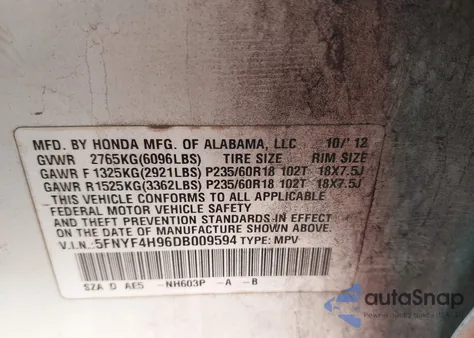 MFD. BY HONDA MFG. OF ALABAMA, LLC 10/'12
GVWR 2765KG(6096LBS) TIRE SIZE RIM SIZE
GAWR F 1325KG(2921LBS) P235/60R18 102T 18X7.5J
GAWR R1525KG(3362LBS) P235/60R18 102T 18X7.5J
THIS VEHICLE CONFORMS TO ALL APPLICABLE
FEDERAL MOTOR VEHICLE SAFETY
AND THEFT PREVENTION STANDARDS IN EFFECT
ON THE DATE OF MANUFACTURE SHOWN ABOVE.
V.I.N.: 5FNYF4H96DB009594 TYPE: MPV
SZA D AE5 -NH603P -A -B
autoSnap